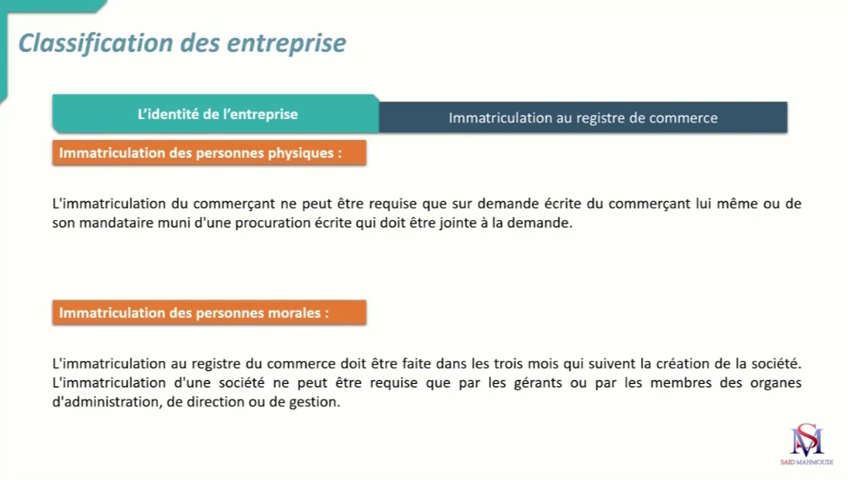 Classification des entreprise
L'identité de l'entreprise
Immatriculation au registre de commerce
Immatriculation des personnes physiques :
L'immatriculation du commerçant ne peut être requise que sur demande écrite du commerçant lui même ou de
son mandataire muni d'une procuration écrite qui doit être jointe à la demande.
Immatriculation des personnes morales :
L'immatriculation au registre du commerce doit être faite dans les trois mois qui suivent la création de la société.
L'immatriculation d'une société ne peut être requise que par les gérants ou par les membres des organes
d'administration, de direction ou de gestion.
SM
SAID MAHMOUDI